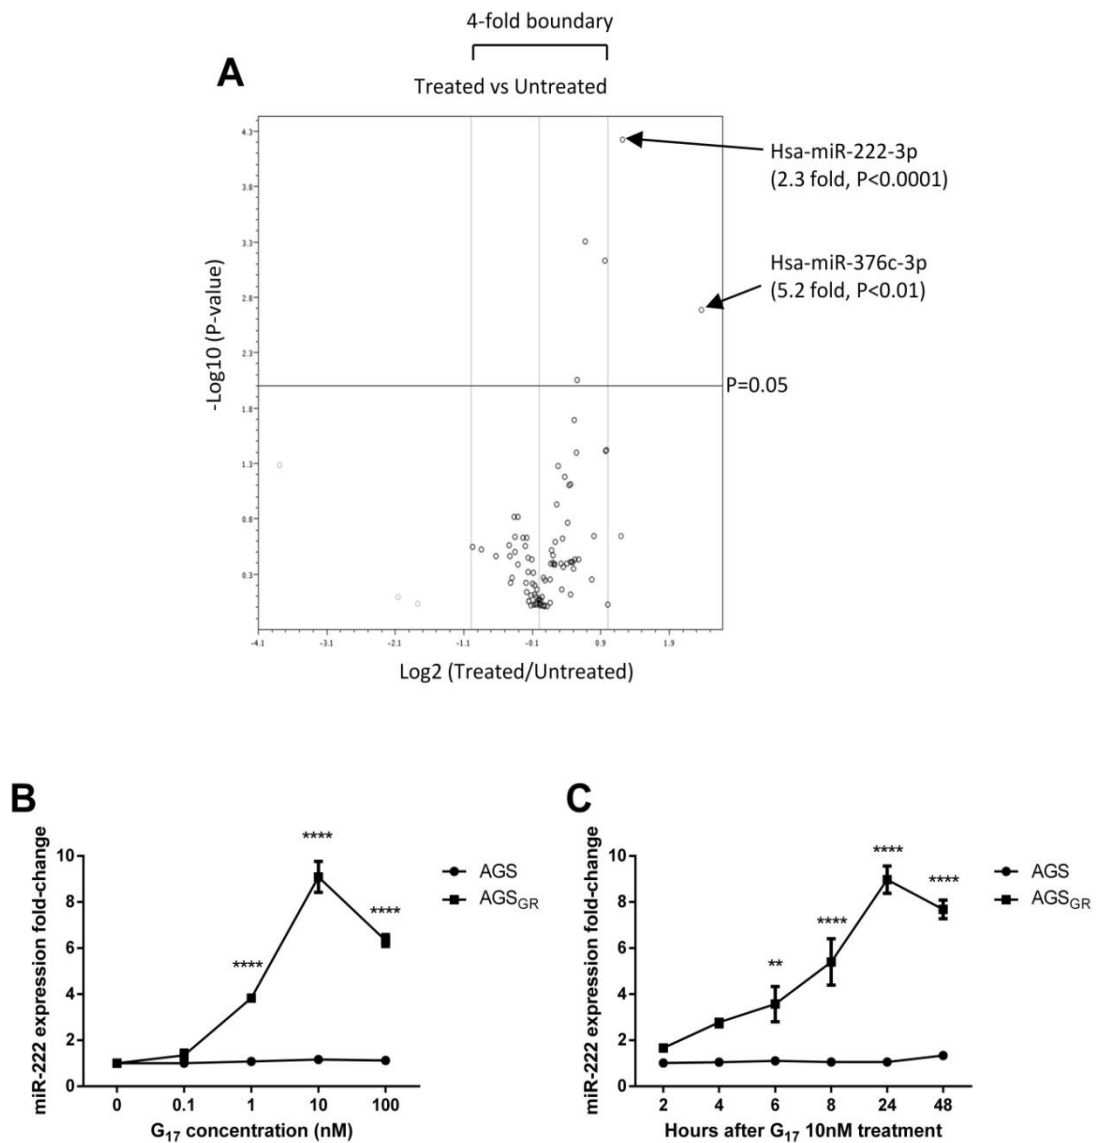 4-fold boundary
A
Treated vs Untreated
4.3
3.8
3.3
2.8
2.3
1.8
1.3
0.8
0.3
-Log10 (P-value)
Hsa-miR-222-3p
(2.3 fold, P<0.0001)
Hsa-miR-376c-3p
(5.2 fold, P<0.01)
P=0.05
-4.1 -3.1 -2.1 -1.1 -0.1 0.9 1.9
Log2 (Treated/Untreated)
B
miR-222 expression fold-change
10
8
6
4
2
0
****
****
****
AGS
AGSGR
0 0.1 1 10 100
G17 concentration (nM)
C
miR-222 expression fold-change
10
8
6
4
2
0
**
****
****
****
AGS
AGSGR
2 4 6 8 24 48
Hours after G17 10nM treatment